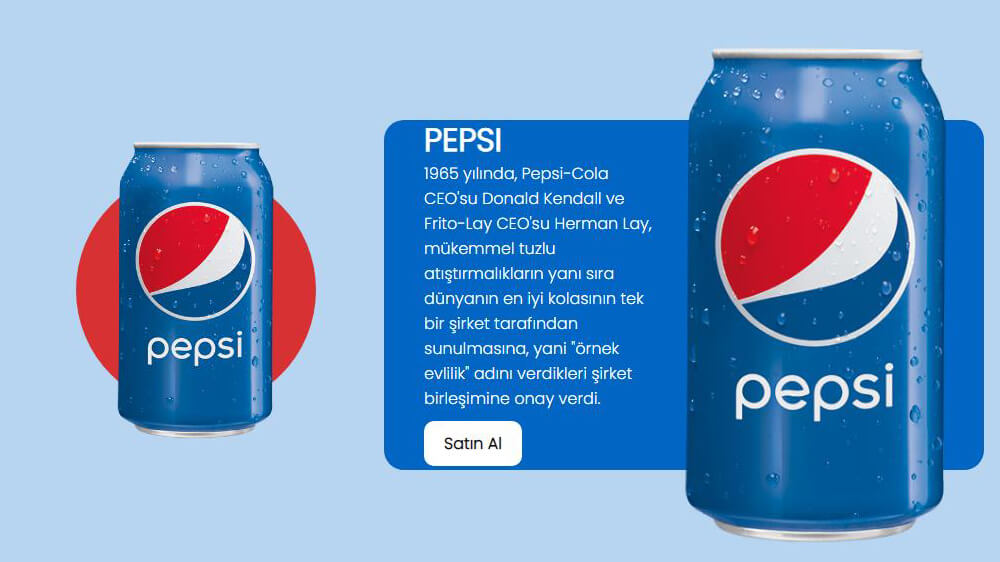 pepsi
PEPSI
1965 yılında, Pepsi-Cola
CEO'su Donald Kendall ve
Frito-Lay CEO'su Herman Lay,
mükemmel tuzlu
atıştırmalıkların yanı sıra
dünyanın en iyi kolasının tek
bir şirket tarafından
sunulmasına, yani "örnek
evlilik" adını verdikleri şirket
birleşimine onay verdi.
Satın Al
pepsi